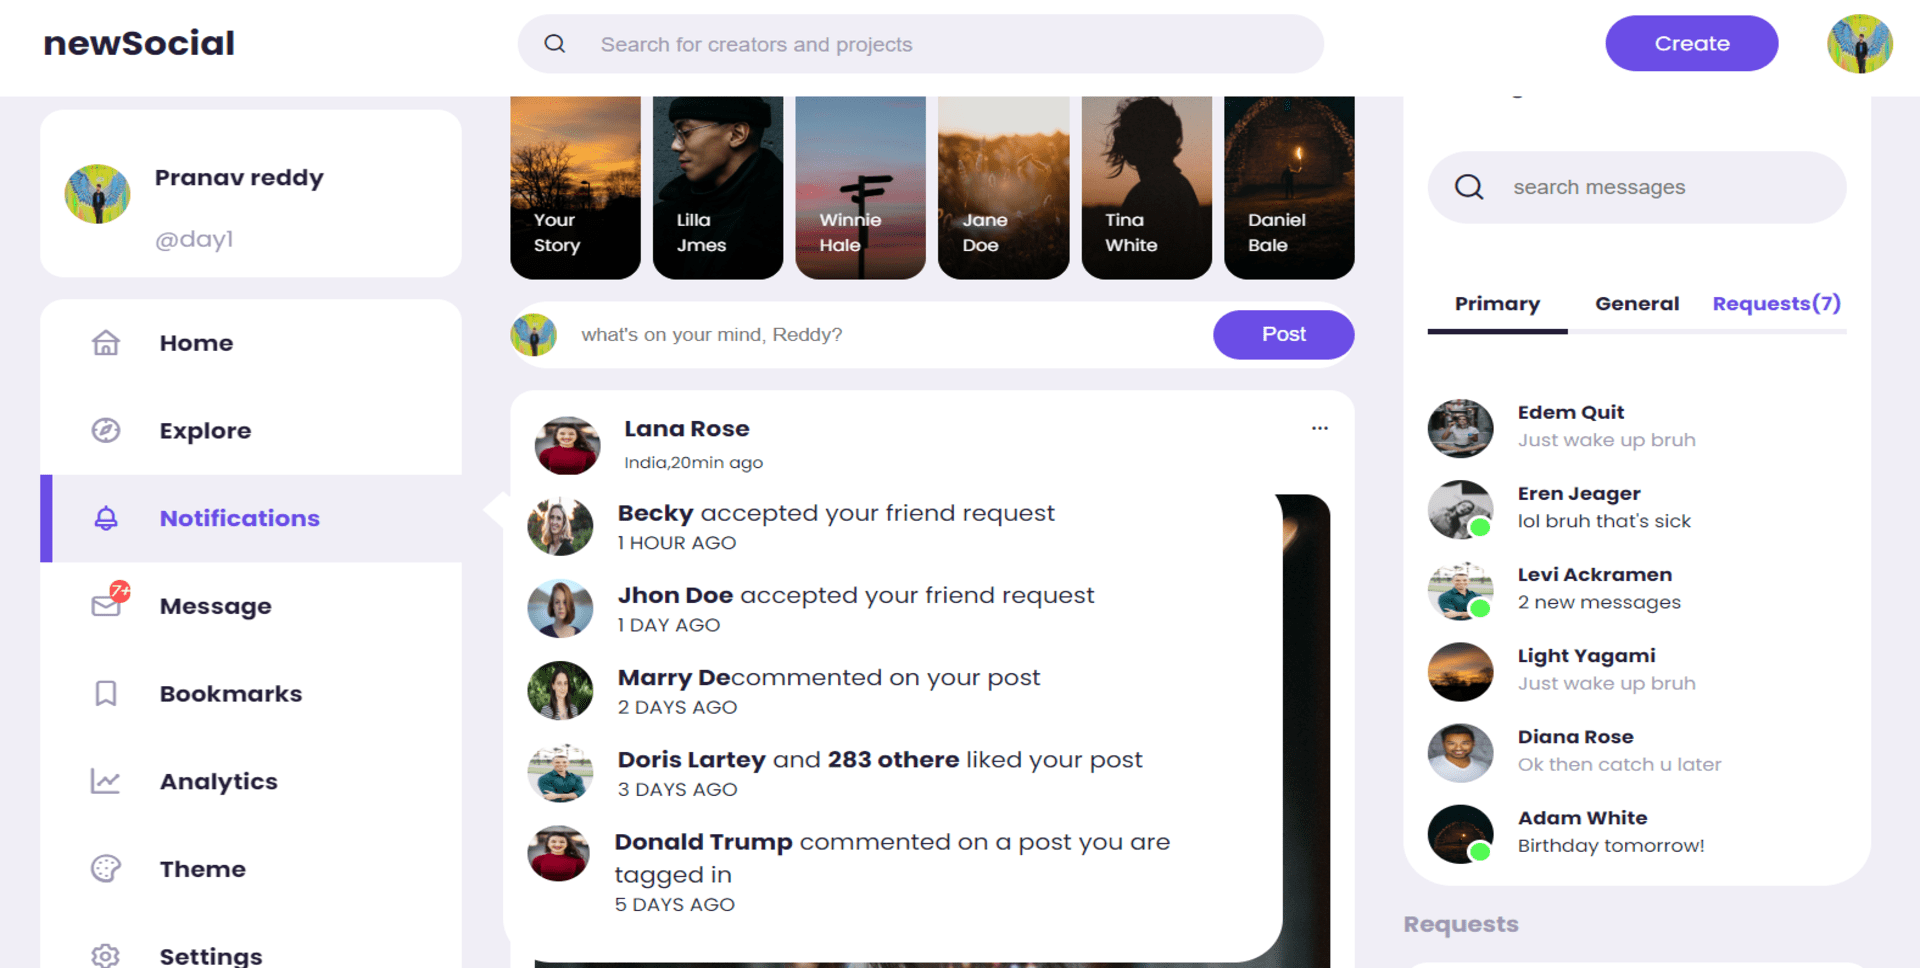 newSocial
Search for creators and projects
Create
Pranav reddy
@day1
Home
Explore
Notifications
7+
Message
Bookmarks
Analytics
Theme
Settings
Your
Story
Lilla
Jmes
Winnie
Hale
Jane
Doe
Tina
White
Daniel
Bale
what's on your mind, Reddy?
Post
Lana Rose
...
India,20min ago
Becky accepted your friend request
1 HOUR AGO
Jhon Doe accepted your friend request
1 DAY AGO
Marry Decommented on your post
2 DAYS AGO
Doris Lartey and 283 othere liked your post
3 DAYS AGO
Donald Trump commented on a post you are
tagged in
5 DAYS AGO
search messages
Primary General Requests(7)
Edem Quit
Just wake up bruh
Eren Jeager
lol bruh that's sick
Levi Ackramen
2 new messages
Light Yagami
Just wake up bruh
Diana Rose
Ok then catch u later
Adam White
Birthday tomorrow!
Requests